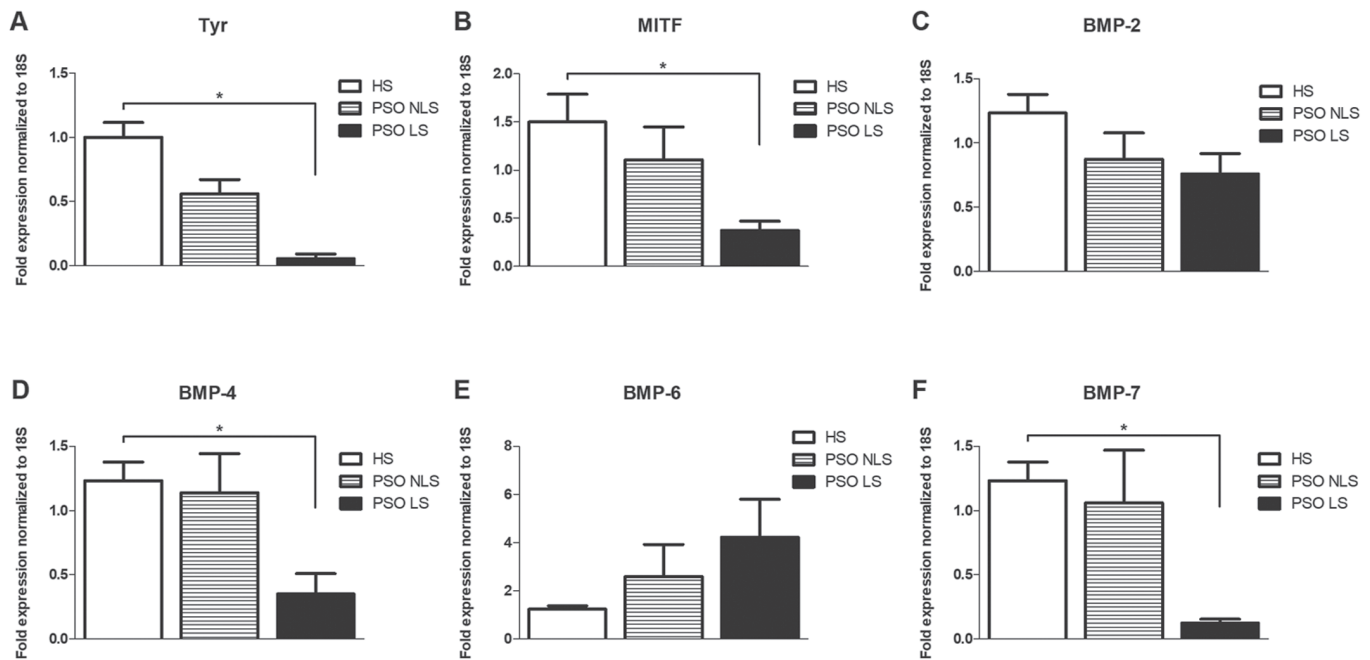 A
Tyr
Fold expression normalized to 18S
1.5
1.0
0.5
0.0
*
HS
PSO NLS
PSO LS
B
MITF
Fold expression normalized to 18S
2.0
1.5
1.0
0.5
0.0
*
HS
PSO NLS
PSO LS
C
BMP-2
Fold expression normalized to 18S
1.5
1.0
0.5
0.0
HS
PSO NLS
PSO LS
D
BMP-4
Fold expression normalized to 18S
1.5
1.0
0.5
0.0
*
HS
PSO NLS
PSO LS
E
BMP-6
Fold expression normalized to 18S
8
6
4
2
0
HS
PSO NLS
PSO LS
F
BMP-7
Fold expression normalized to 18S
1.5
1.0
0.5
0.0
*
HS
PSO NLS
PSO LS